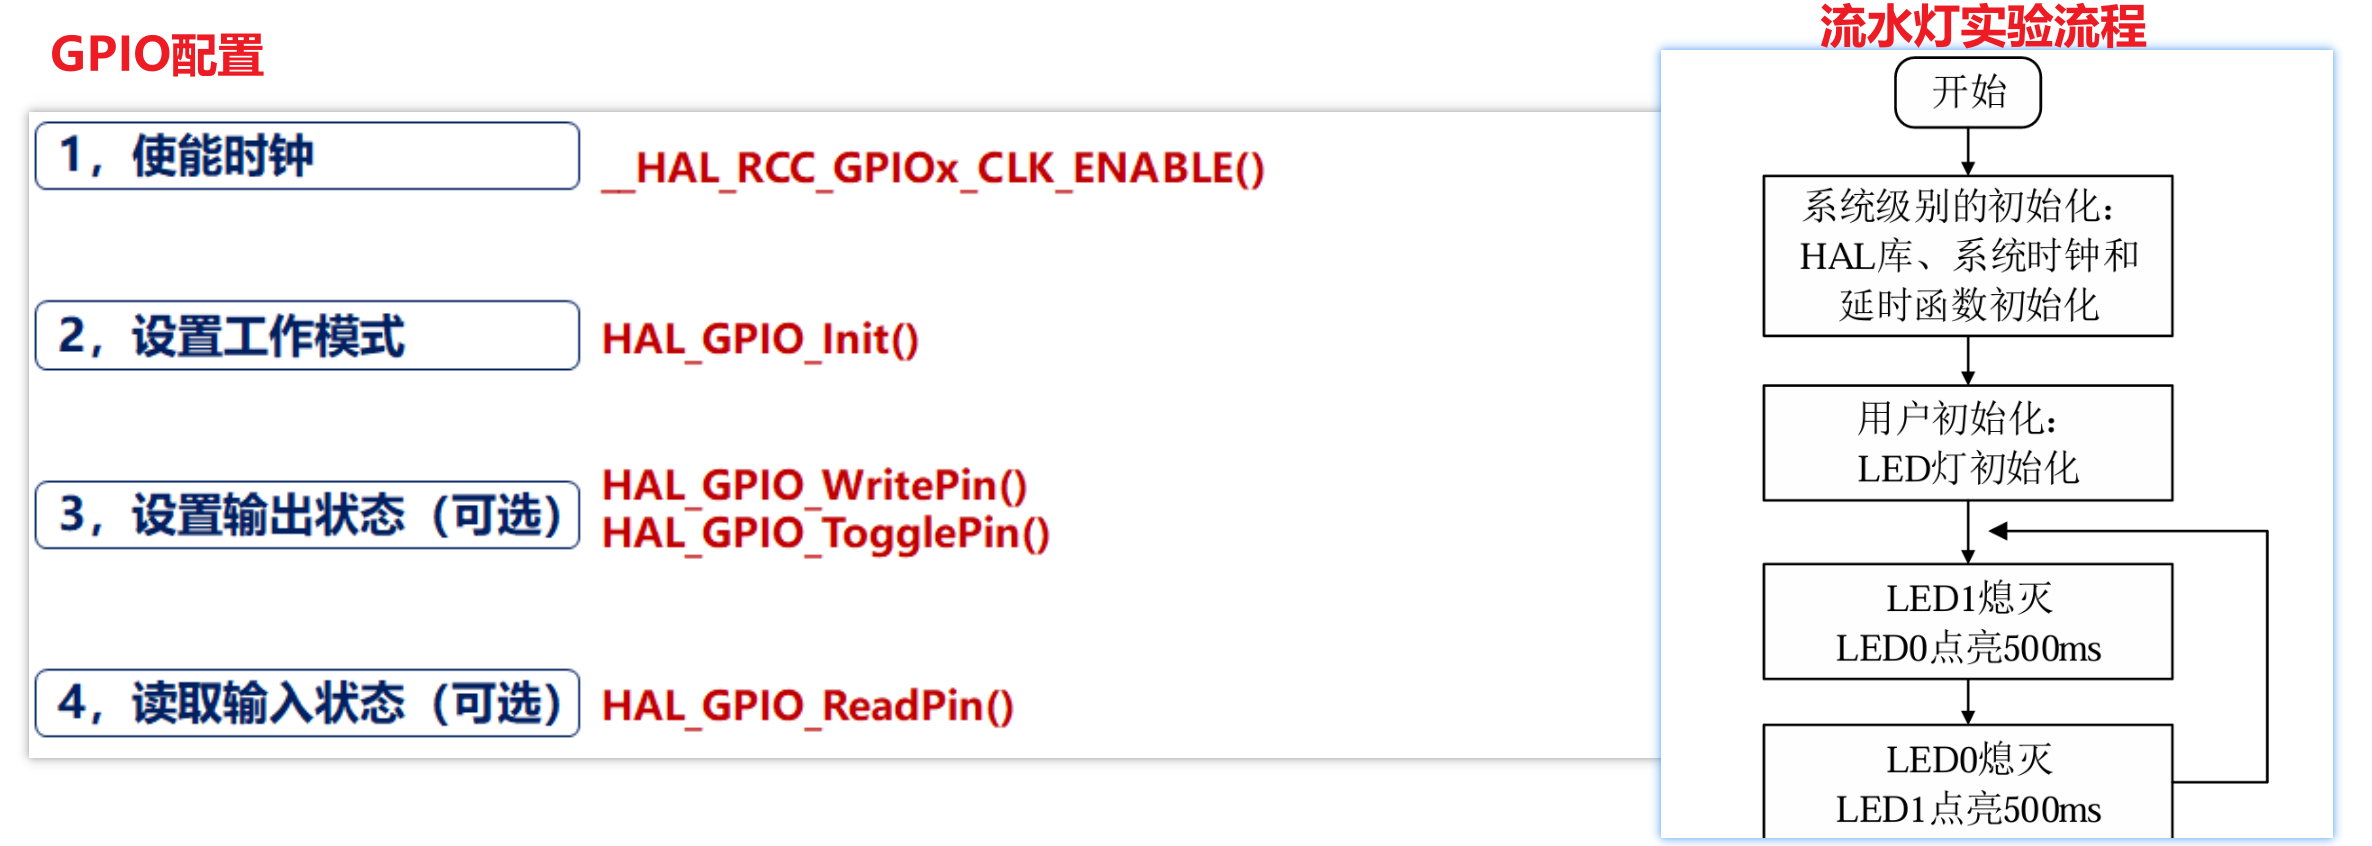 GPIO配置
1，使能时钟
__HAL_RCC_GPIOx_CLK_ENABLE()
2，设置工作模式
HAL_GPIO_Init()
3，设置输出状态（可选）
HAL_GPIO_WritePin()
HAL_GPIO_TogglePin()
4，读取输入状态（可选）
HAL_GPIO_ReadPin()
流水灯实验流程
开始
系统级别的初始化：
HAL库、系统时钟和
延时函数初始化
用户初始化：
LED灯初始化
LED1熄灭
LED0点亮500ms
LED0熄灭
LED1点亮500ms